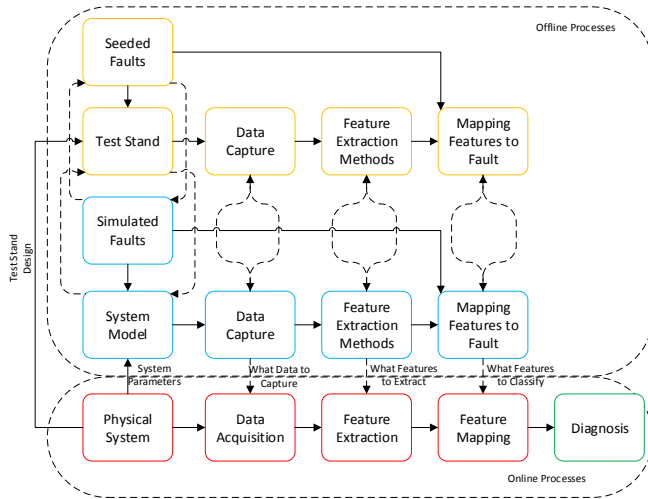 Seeded
Faults
Offline Processes
Test Stand
Data
Capture
Feature
Extraction
Methods
Mapping
Features to
Fault
Simulated
Faults
Test Stand
Design
System
Model
Data
Capture
Feature
Extraction
Methods
Mapping
Features to
Fault
System
Parameters
What Data to
Capture
What Features
to Extract
What Features
to Classify
Physical
System
Data
Acquisition
Feature
Extraction
Feature
Mapping
Diagnosis
Online Processes